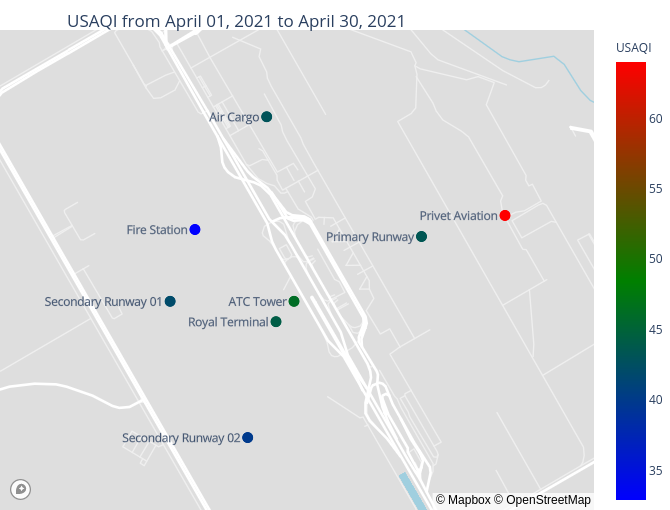 USAQI from April 01, 2021 to April 30, 2021
USAQI
60
55
50
45
40
35
Air Cargo
Privet Aviation
Fire Station
Primary Runway
Secondary Runway 01
ATC Tower
Royal Terminal
Secondary Runway 02
© Mapbox © OpenStreetMap